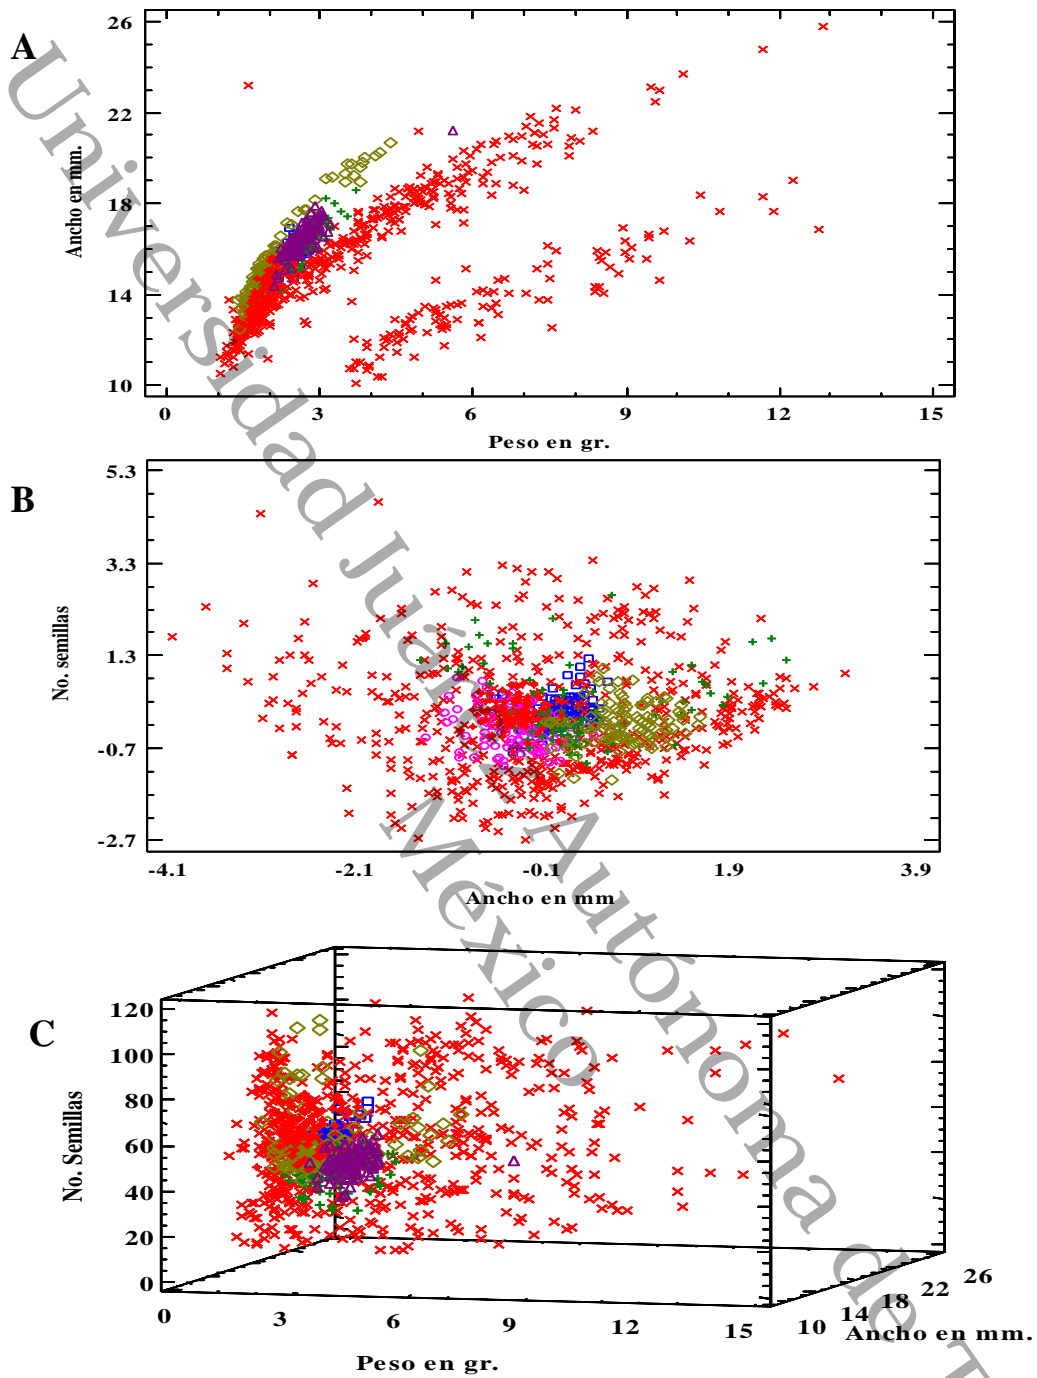 A
26
22
18
14
10
Ancho en mm.
0 3 6 9 12 15
Peso en gr.
B
5.3
3.3
1.3
-0.7
-2.7
No. semillas
-4.1 -2.1 -0.1 1.9 3.9
Ancho en mm
C
120
100
80
60
40
20
0
No. Semillas
0 3 6 9 12 15
10 14 18 22 26
Peso en gr.
Ancho en mm.
Universidad Juárez Autónoma de T
México